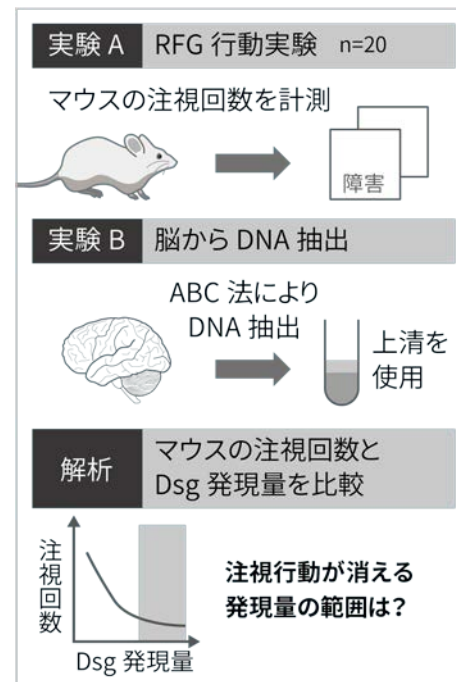 実験 A RFG 行動実験 n=20
マウスの注視回数を計測
障害
実験 B 脳から DNA 抽出
ABC 法により
DNA 抽出
上清を
使用
解析
マウスの注視回数と
Dsg 発現量を比較
注視回数
注視行動が消える
発現量の範囲は?
Dsg 発現量